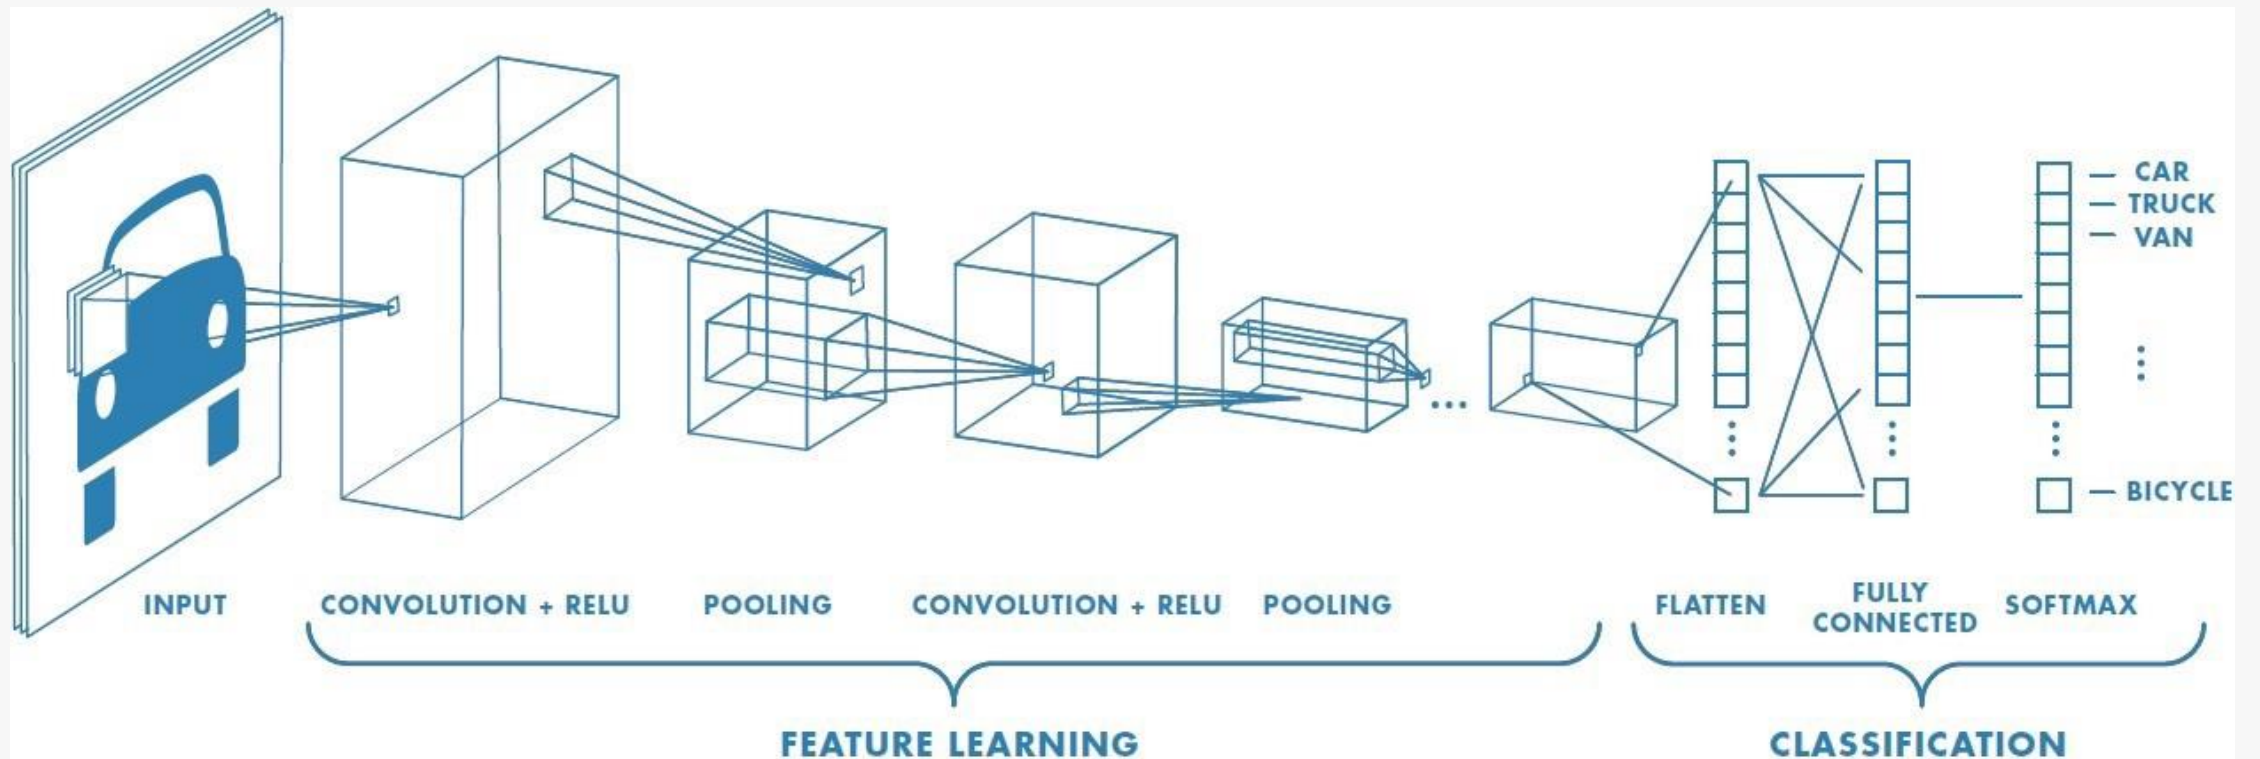 CAR
TRUCK
VAN
BICYCLE
INPUT
CONVOLUTION + RELU
POOLING
CONVOLUTION + RELU
POOLING
FLATTEN
FULLY
CONNECTED
SOFTMAX
FEATURE LEARNING
CLASSIFICATION